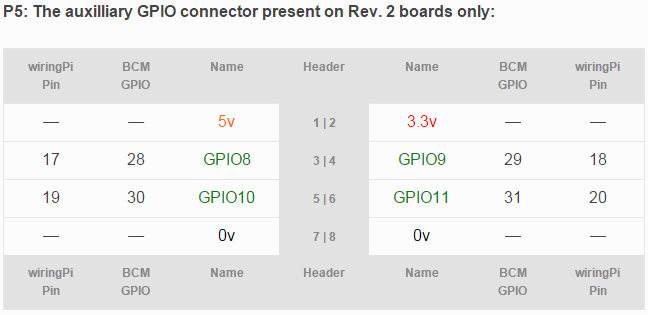 P5: The auxilliary GPIO connector present on Rev. 2 boards only:
wiringPi Pin BCM GPIO Name Header Name BCM GPIO wiringPi Pin
— — 5v 1 | 2 3.3v — —
17 28 GPIO8 3 | 4 GPIO9 29 18
19 30 GPIO10 5 | 6 GPIO11 31 20
— — 0v 7 | 8 0v — —
wiringPi Pin BCM GPIO Name Header Name BCM GPIO wiringPi Pin